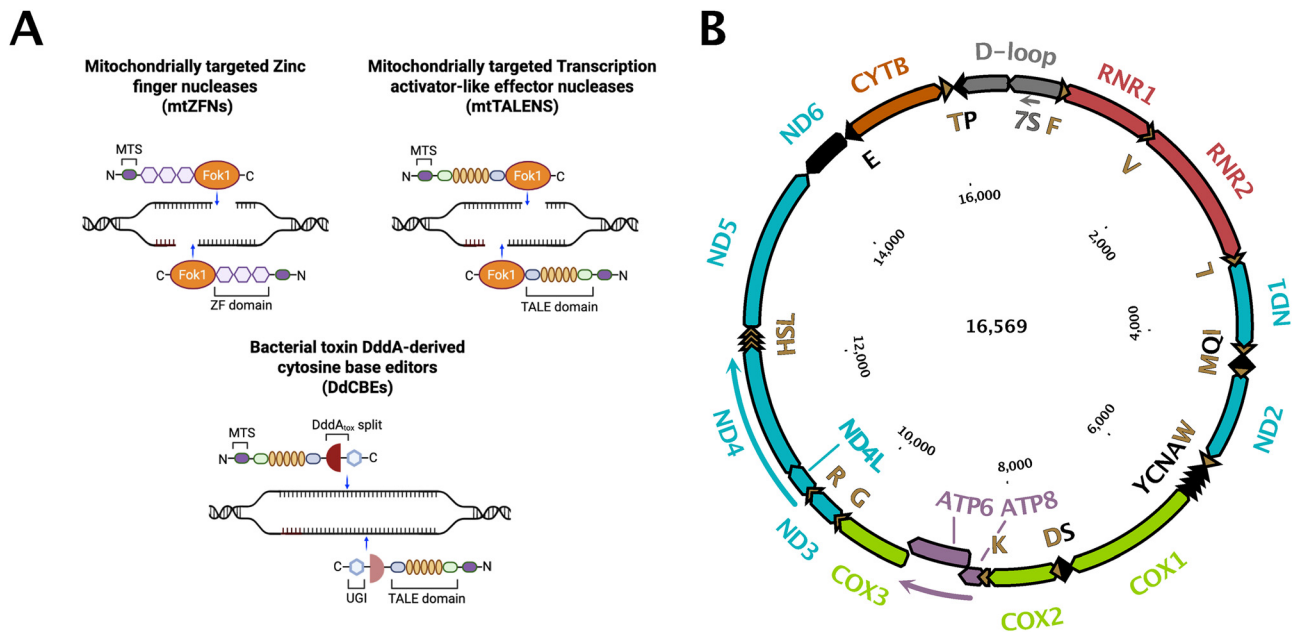 A
Mitochondrially targeted Zinc
finger nucleases
(mtZFNs)
MTS
N
Fok1
C
C
Fok1
N
ZF domain
Mitochondrially targeted Transcription
activator-like effector nucleases
(mtTALENS)
MTS
N
Fok1
C
C
Fok1
N
TALE domain
Bacterial toxin DddA-derived
cytosine base editors
(DdCBEs)
DddAtox split
MTS
N
C
C
N
UGI
TALE domain
B
D-loop
CYTB
RNR1
ND6
TP
7S
F
E
V
RNR2
16,000
ND5
14,000
2,000
L
ND1
16,569
4,000
HSL
12,000
MQI
ND4
ND2
6,000
10,000
ND4L
8,000
YCNAW
R
G
ATP6
ATP8
K
DS
ND3
COX3
COX1
COX2